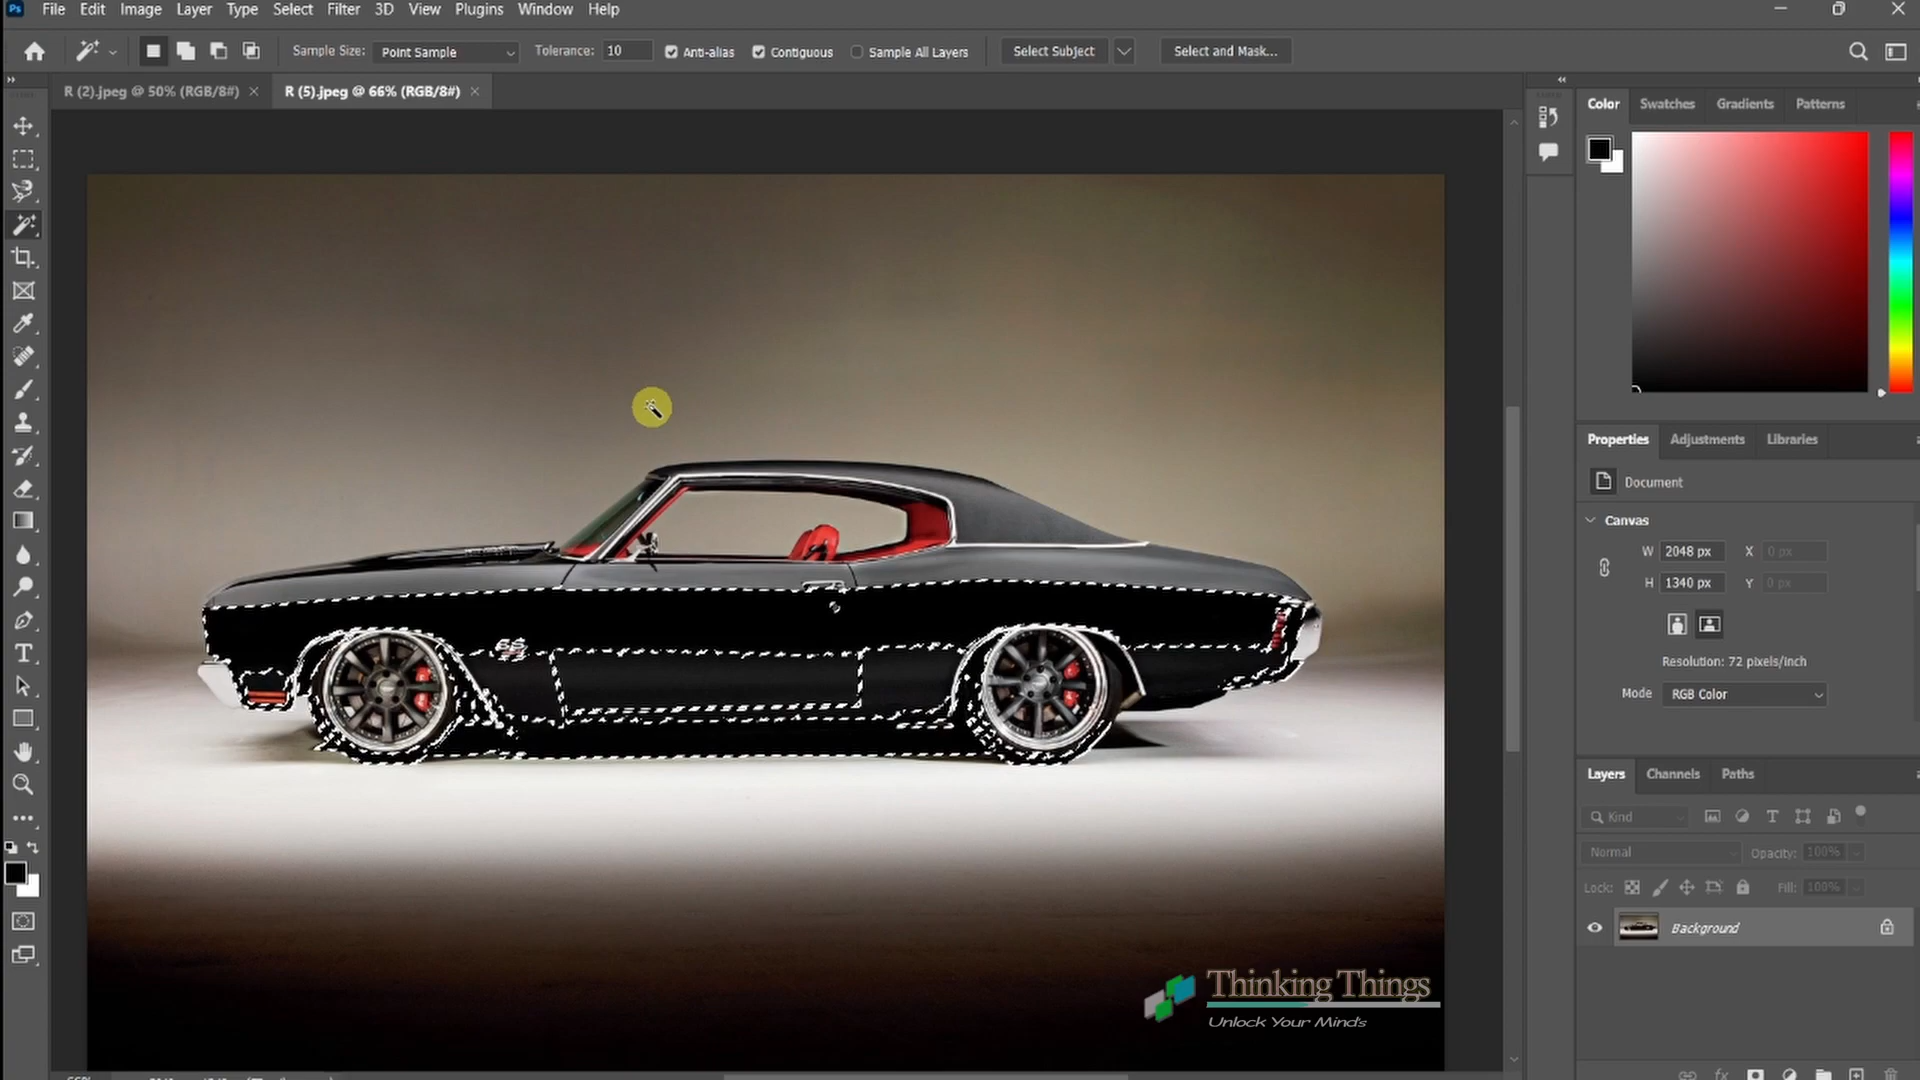 Ps File Edit Image Layer Type Select Filter 3D View Plugins Window Help
Sample Size: Point Sample Tolerance: 10 Anti-alias Contiguous Sample All Layers Select Subject Select and Mask...
R (2).jpeg @ 50% (RGB/8#) R (5).jpeg @ 66% (RGB/8#)
Color Swatches Gradients Patterns
Properties Adjustments Libraries
Document
Canvas
W 2048 px X 0 px
H 1340 px Y 0 px
Resolution: 72 pixels/inch
Mode RGB Color
Layers Channels Paths
Kind
Normal Opacity: 100%
Lock: Fill: 100%
Background
SS
Thinking Things
Unlock Your Mind's